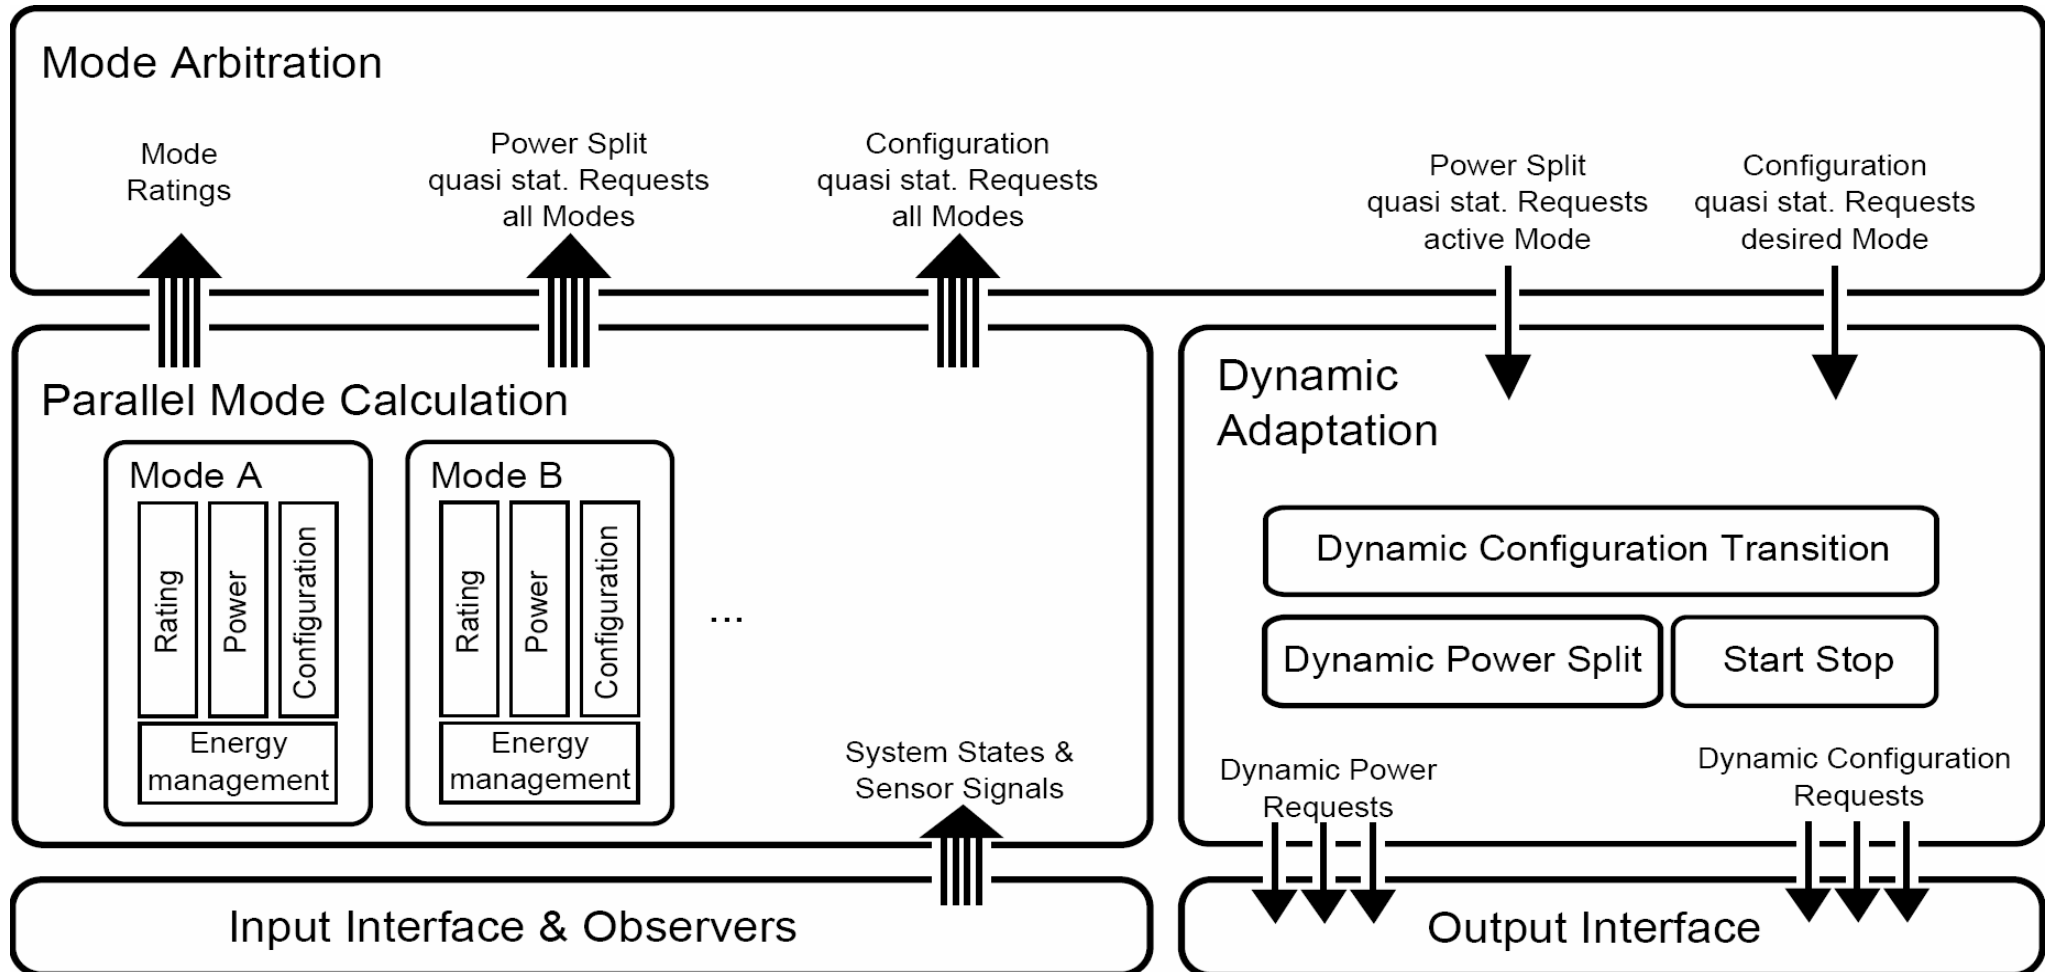 Mode Arbitration
Mode
Ratings
Power Split
quasi stat. Requests
all Modes
Configuration
quasi stat. Requests
all Modes
Power Split
quasi stat. Requests
active Mode
Configuration
quasi stat. Requests
desired Mode
Parallel Mode Calculation
Mode A
Rating
Power
Configuration
Energy
management
Mode B
Rating
Power
Configuration
Energy
management
...
System States &
Sensor Signals
Dynamic
Adaptation
Dynamic Configuration Transition
Dynamic Power Split
Start Stop
Dynamic Power
Requests
Dynamic Configuration
Requests
Input Interface & Observers
Output Interface